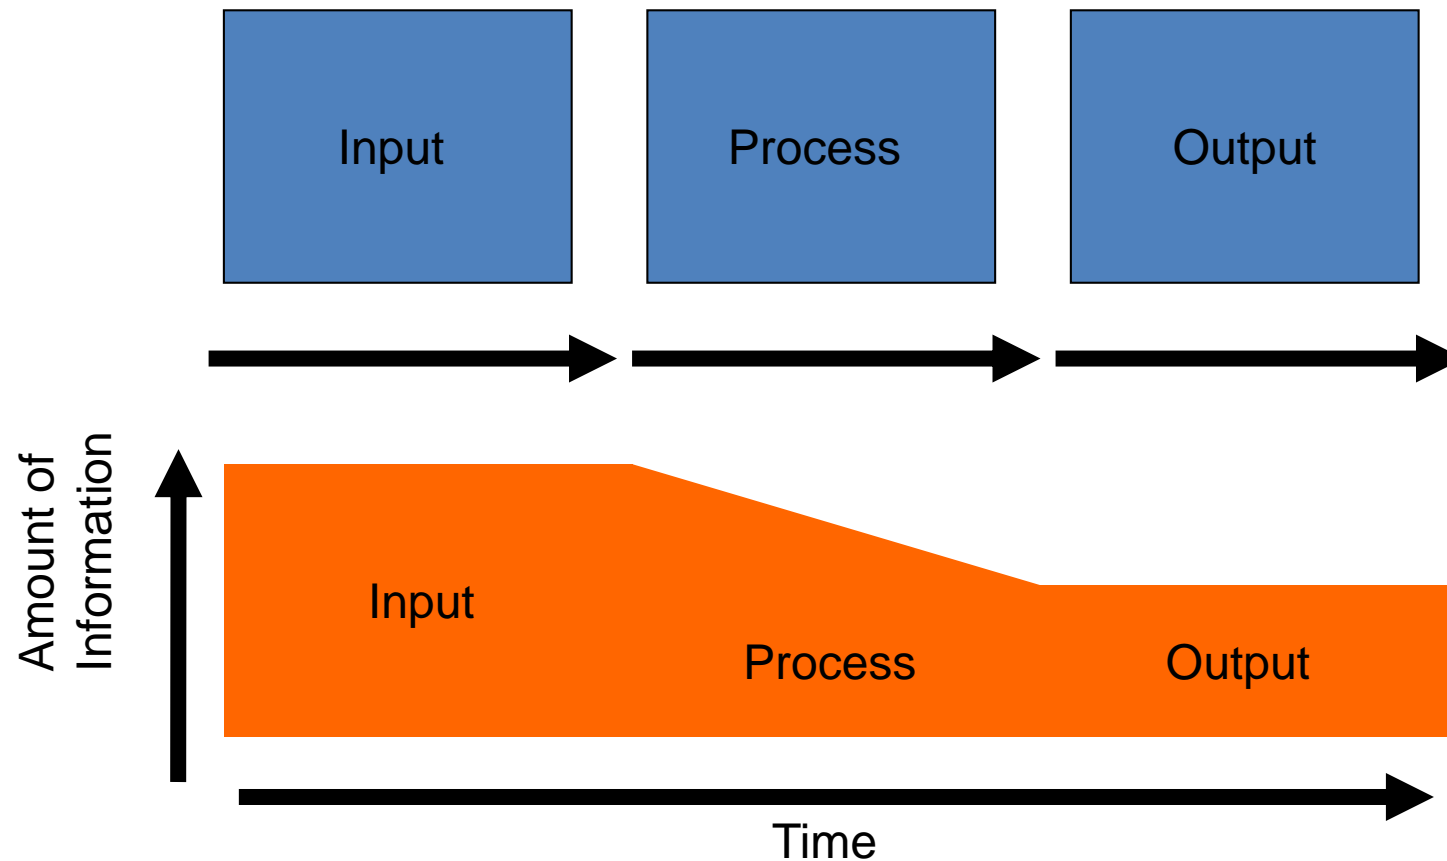 Input
Process
Output
Amount of
Information
Input
Process
Output
Time